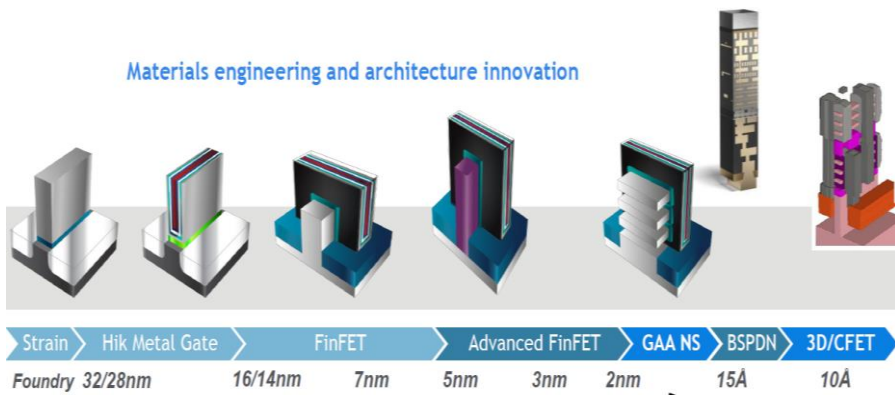 Materials engineering and architecture innovation
Strain Hik Metal Gate FinFET Advanced FinFET GAA NS BSPDN 3D/CFET
Foundry 32/28nm 16/14nm 7nm 5nm 3nm 2nm 15Å 10Å